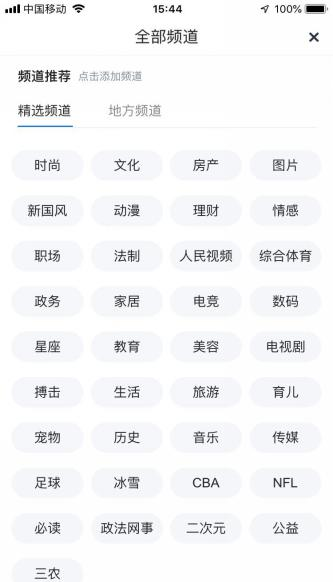 中国移动 15:44 100%
全部频道 ×
频道推荐 点击添加频道
精选频道 地方频道
时尚 文化 房产 图片
新国风 动漫 理财 情感
职场 法制 人民视频 综合体育
政务 家居 电竞 数码
星座 教育 美容 电视剧
搏击 生活 旅游 育儿
宠物 历史 音乐 传媒
足球 冰雪 CBA NFL
必读 政法网事 二次元 公益
三农